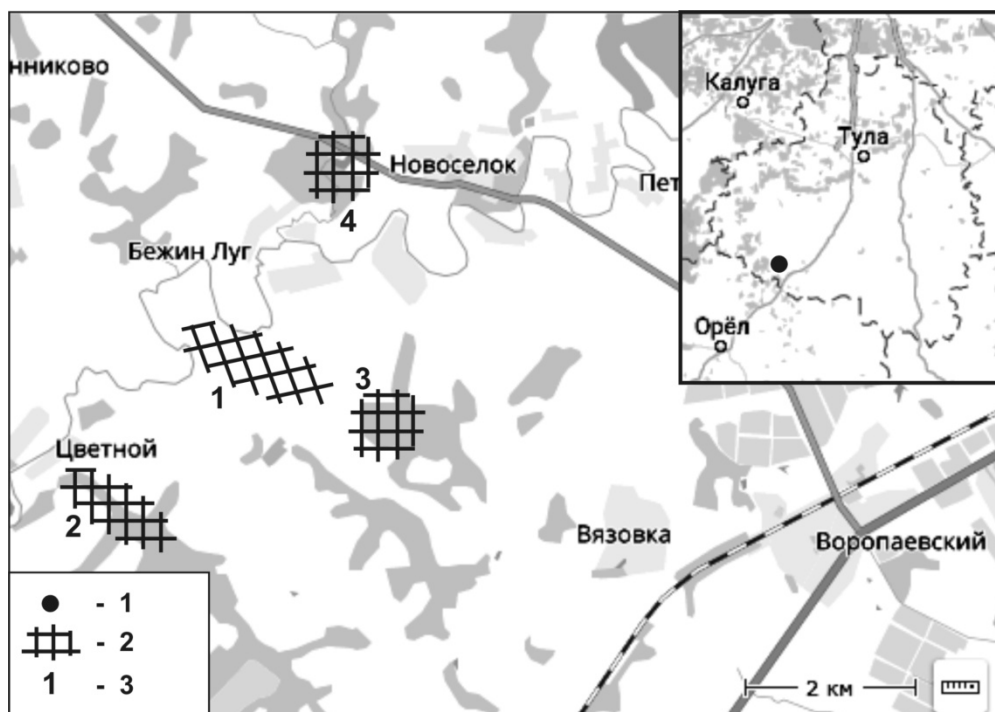 нниково
Новоселок
Пет
4
Бежин Луг
1
3
Цветной
2
Вязовка
Воропаевский
Калуга
Тула
Орёл
- 1
- 2
1 - 3
2 км